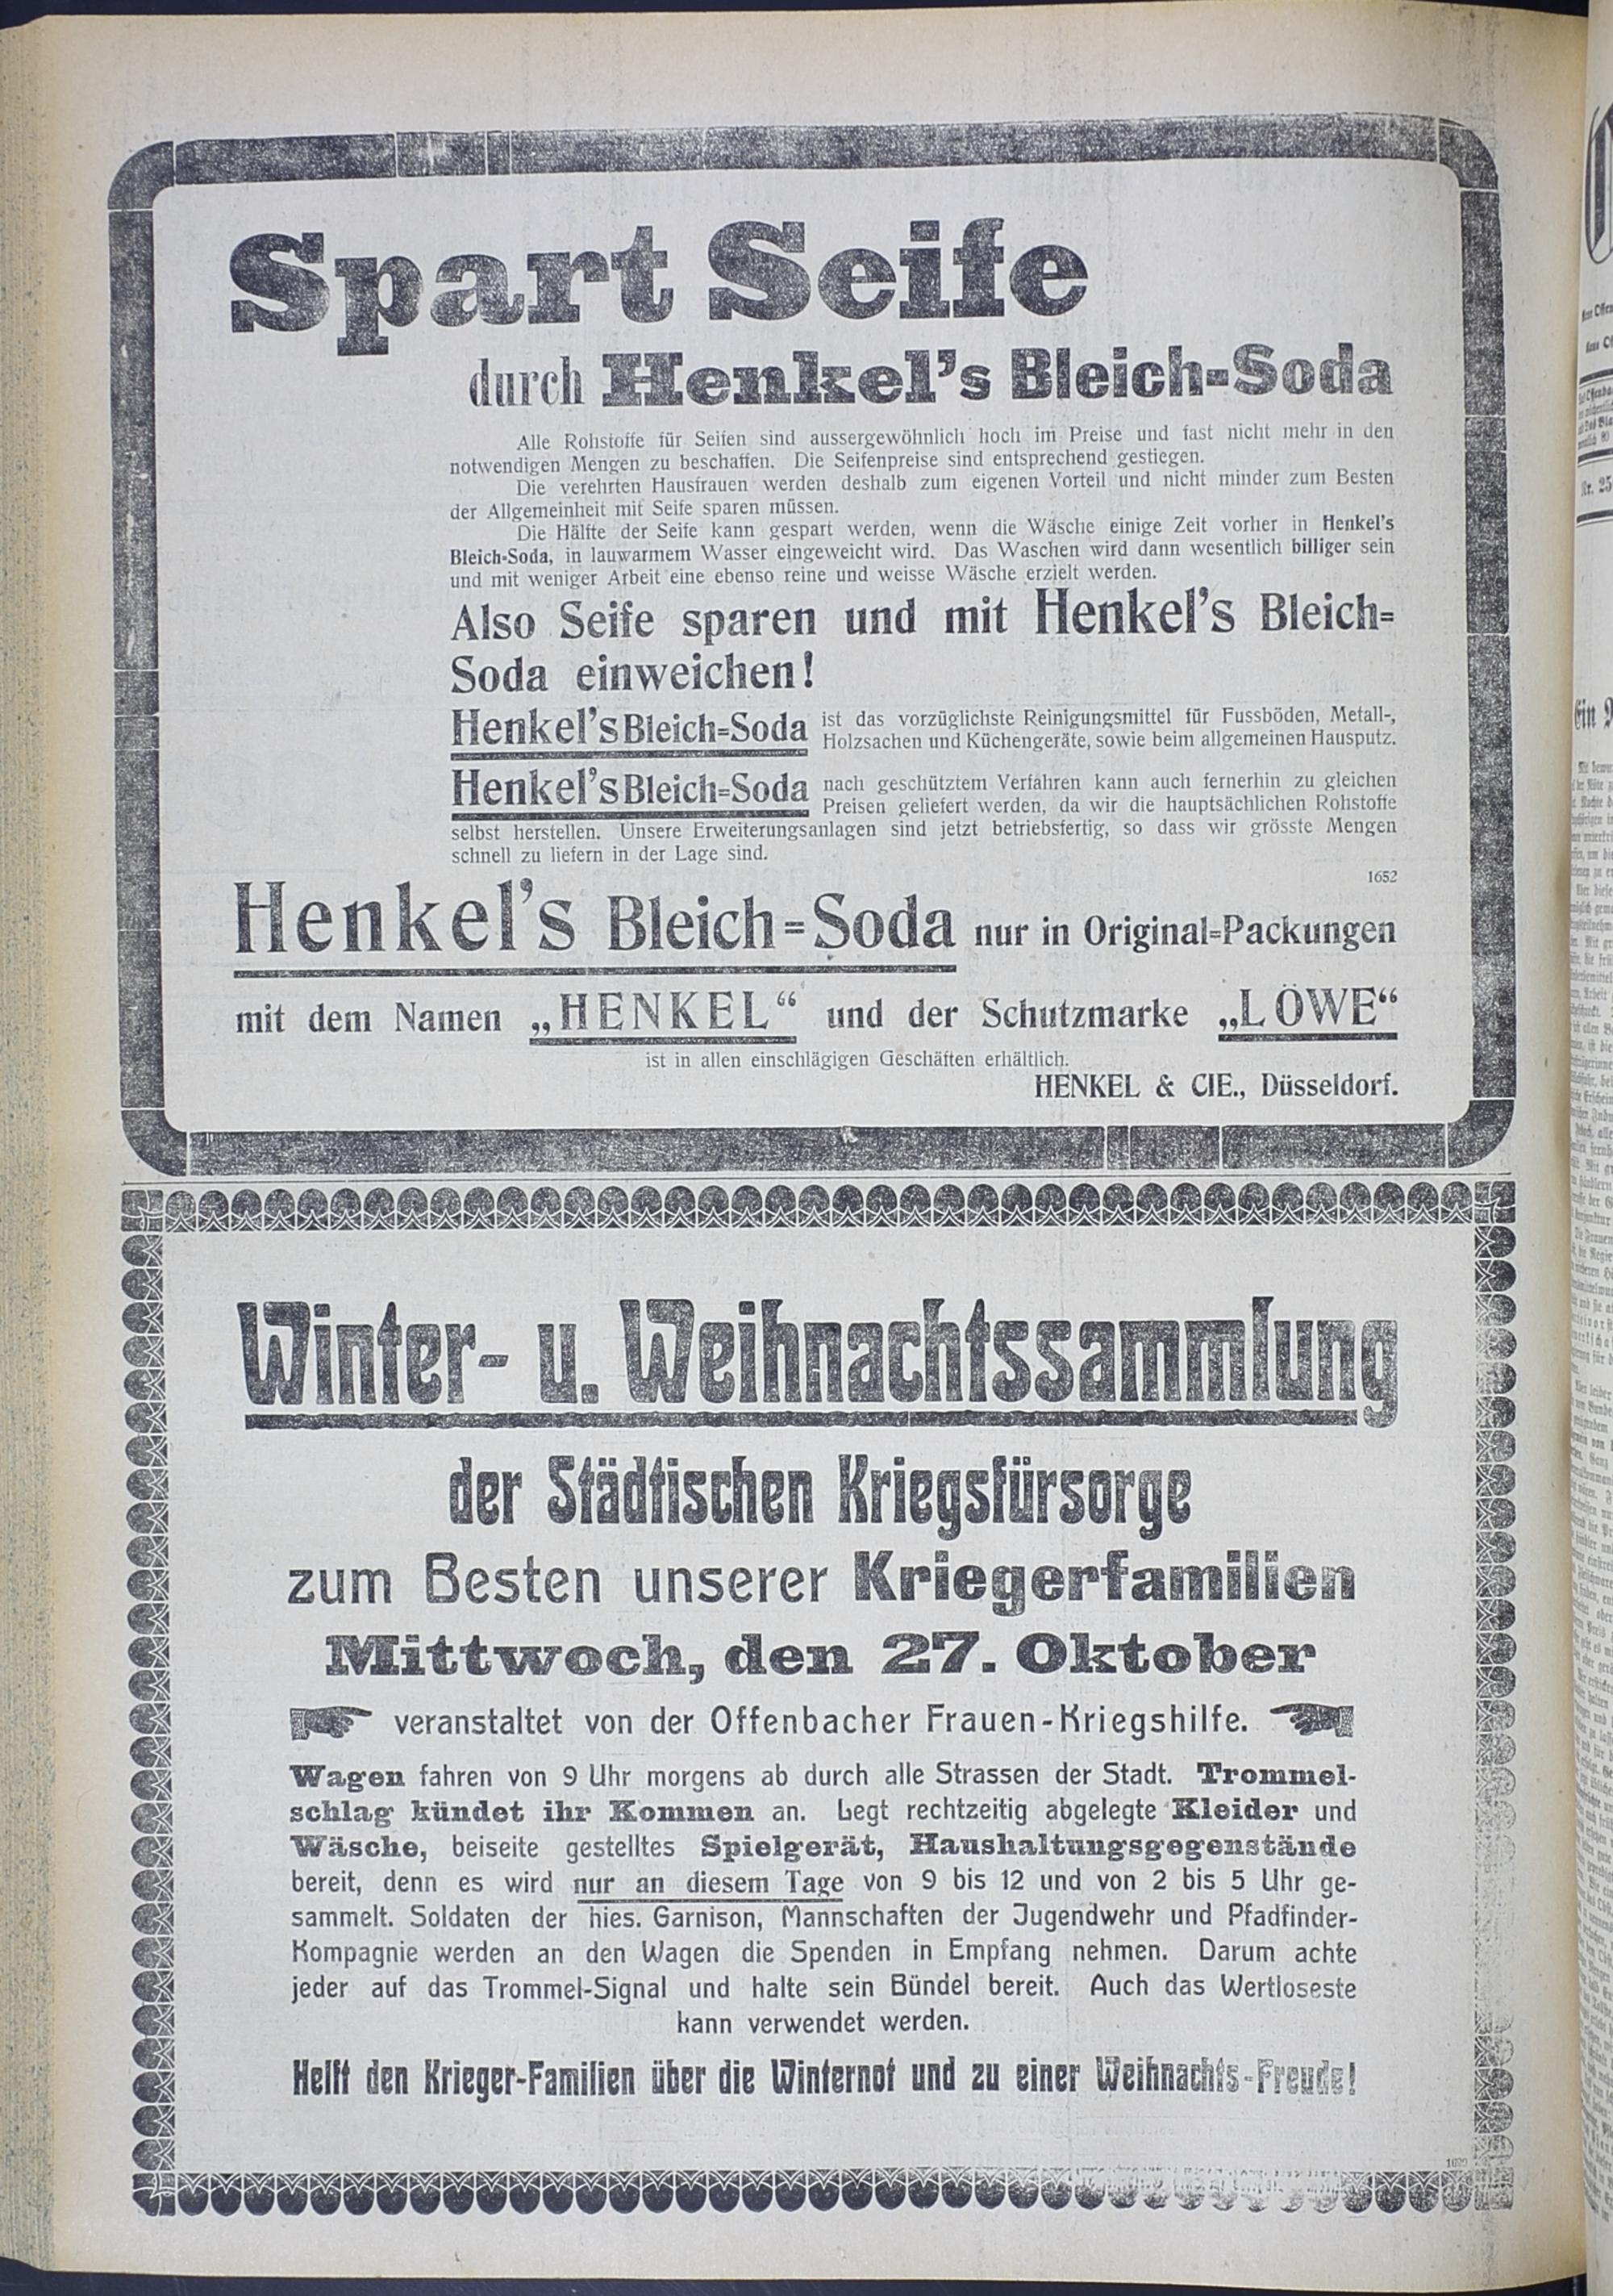 Spart Seife
durch Henkel's Bleich-Soda
Alle Rohstoffe für Seifen sind aussergewöhnlich hoch im Preise und fast nicht mehr in den
notwendigen Mengen zu beschaffen. Die Seifenpreise sind entsprechend gestiegen.
Die verehrten Hausfrauen werden deshalb zum eigenen Vorteil und nicht minder zum Besten
der Allgemeinheit mit Seife sparen müssen.
Die Hälfte der Seife kann gespart werden, wenn die Wäsche einige Zeit vorher in Henkel's
Bleich-Soda, in lauwarmem Wasser eingeweicht wird. Das Waschen wird dann wesentlich billiger sein
und mit weniger Arbeit eine ebenso reine und weisse Wäsche erzielt werden.
Also Seife sparen und mit Henkel's Bleich-
Soda einweichen!
Henkel's Bleich-Soda ist das vorzüglichste Reinigungsmittel für Fussböden, Metall-,
Holzsachen und Küchengeräte, sowie beim allgemeinen Hausputz.
Henkel's Bleich-Soda nach geschütztem Verfahren kann auch fernerhin zu gleichen
Preisen geliefert werden, da wir die hauptsächlichen Rohstoffe
selbst herstellen. Unsere Erweiterungsanlagen sind jetzt betriebsfertig, so dass wir grösste Mengen
schnell zu liefern in der Lage sind.
1652
Henkel's Bleich-Soda nur in Original-Packungen
mit dem Namen „HENKEL“ und der Schutzmarke „LÖWE“
ist in allen einschlägigen Geschäften erhältlich.
HENKEL & CIE., Düsseldorf.
Winter- u. Weihnachtssammlung
der Städtischen Kriegsfürsorge
zum Besten unserer Kriegerfamilien
Mittwoch, den 27. Oktober
veranstaltet von der Offenbacher Frauen-Kriegshilfe.
Wagen fahren von 9 Uhr morgens ab durch alle Strassen der Stadt. Trommel-
schlag kündet ihr Kommen an. Legt rechtzeitig abgelegte Kleider und
Wäsche, beiseite gestelltes Spielgerät, Haushaltungsgegenstände
bereit, denn es wird nur an diesem Tage von 9 bis 12 und von 2 bis 5 Uhr ge-
sammelt. Soldaten der hies. Garnison, Mannschaften der Jugendwehr und Pfadfinder-
Kompagnie werden an den Wagen die Spenden in Empfang nehmen. Darum achte
jeder auf das Trommel-Signal und halte sein Bündel bereit. Auch das Wertloseste
kann verwendet werden.
Helft den Krieger-Familien über die Winternot und zu einer Weihnachts-Freude!